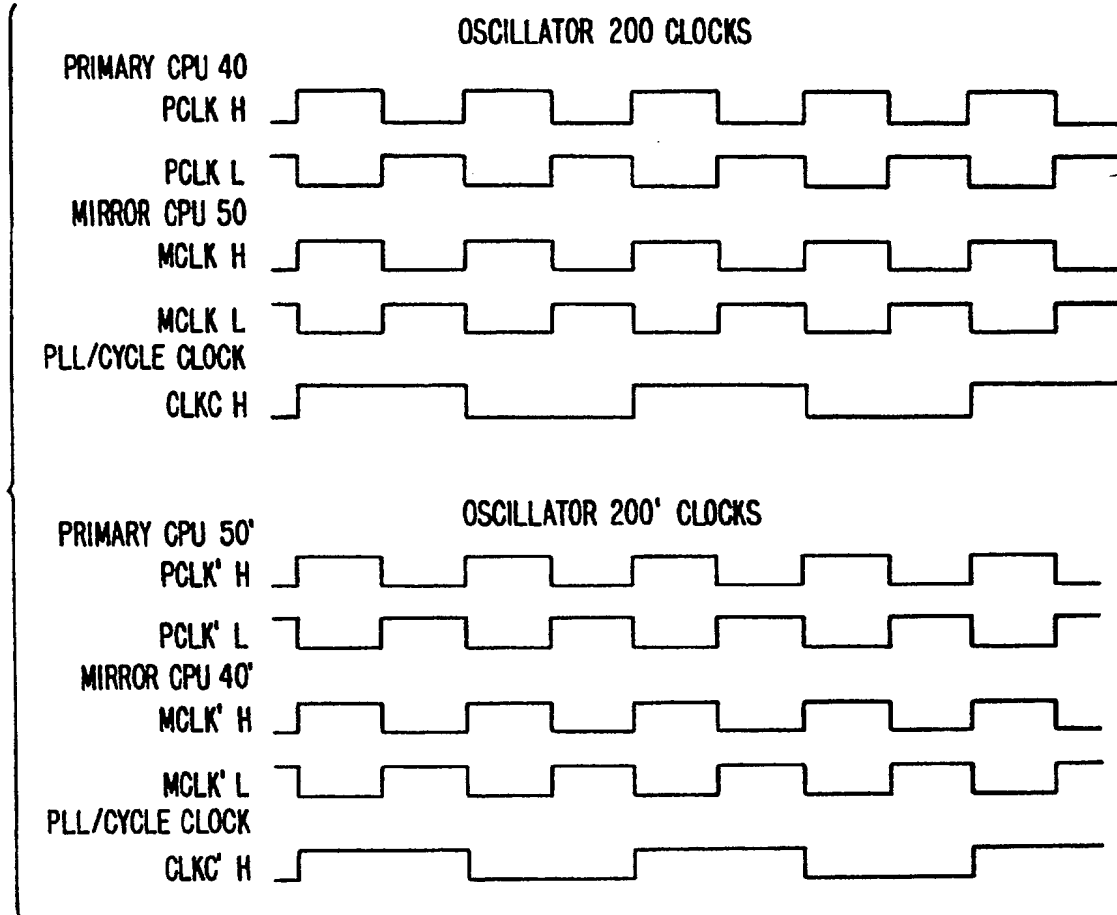 OSCILLATOR 200 CLOCKS
PRIMARY CPU 40
PCLK H
PCLK L
MIRROR CPU 50
MCLK H
MCLK L
PLL/CYCLE CLOCK
CLKC H
OSCILLATOR 200' CLOCKS
PRIMARY CPU 50'
PCLK' H
PCLK' L
MIRROR CPU 40'
MCLK' H
MCLK' L
PLL/CYCLE CLOCK
CLKC' H